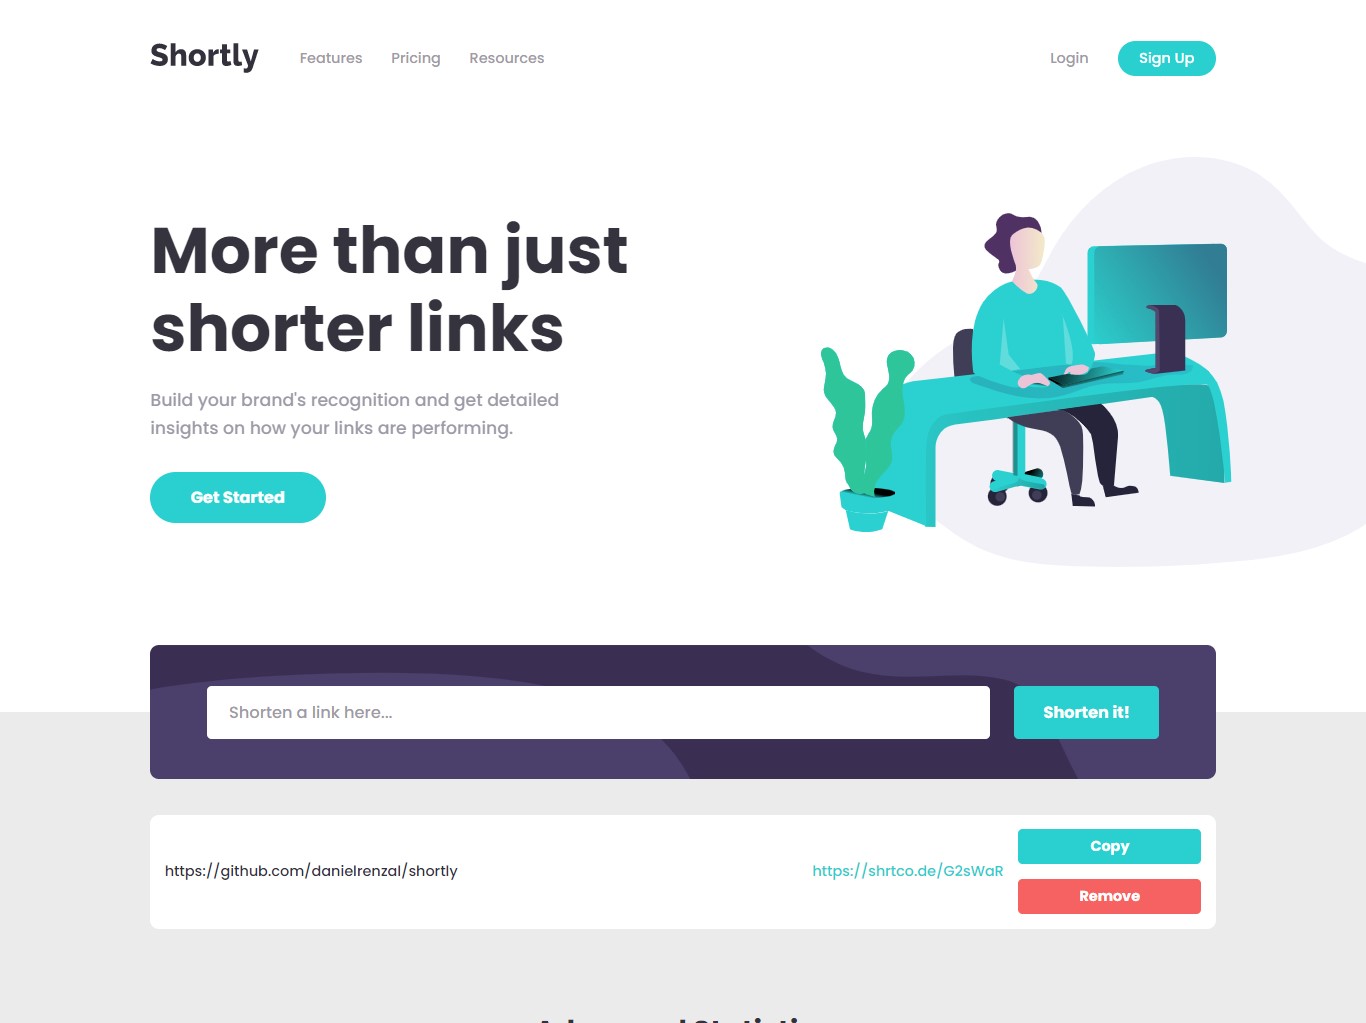 Shortly
Features
Pricing
Resources
Login
Sign Up
More than just
shorter links
Build your brand's recognition and get detailed
insights on how your links are performing.
Get Started
Shorten a link here...
Shorten it!
https://github.com/danielrenzal/shortly
https://shrtco.de/G2sWaR
Copy
Remove